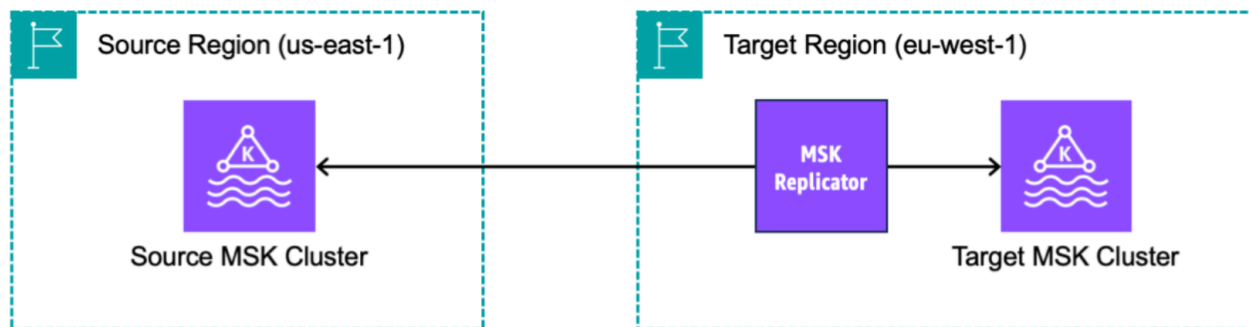 Source Region (us-east-1)
Target Region (eu-west-1)
K
MSK
Replicator
K
Source MSK Cluster
Target MSK Cluster